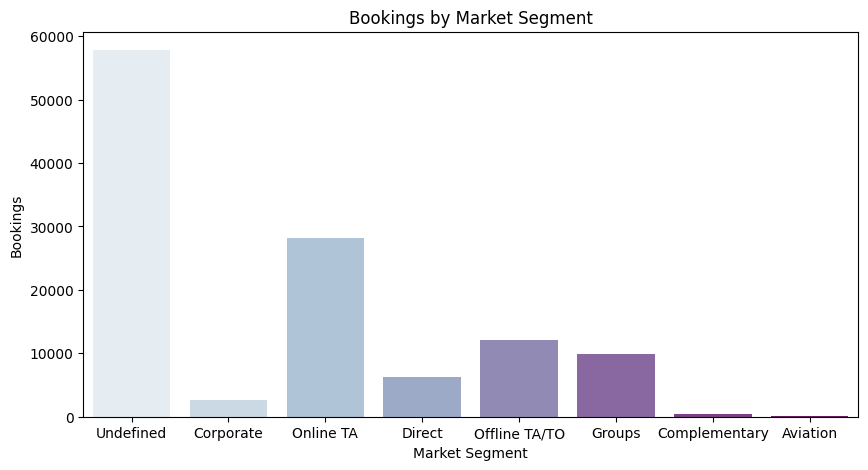 Bookings by Market Segment
Bookings
60000
50000
40000
30000
20000
10000
0
Undefined Corporate Online TA Direct Offline TA/TO Groups Complementary Aviation
Market Segment